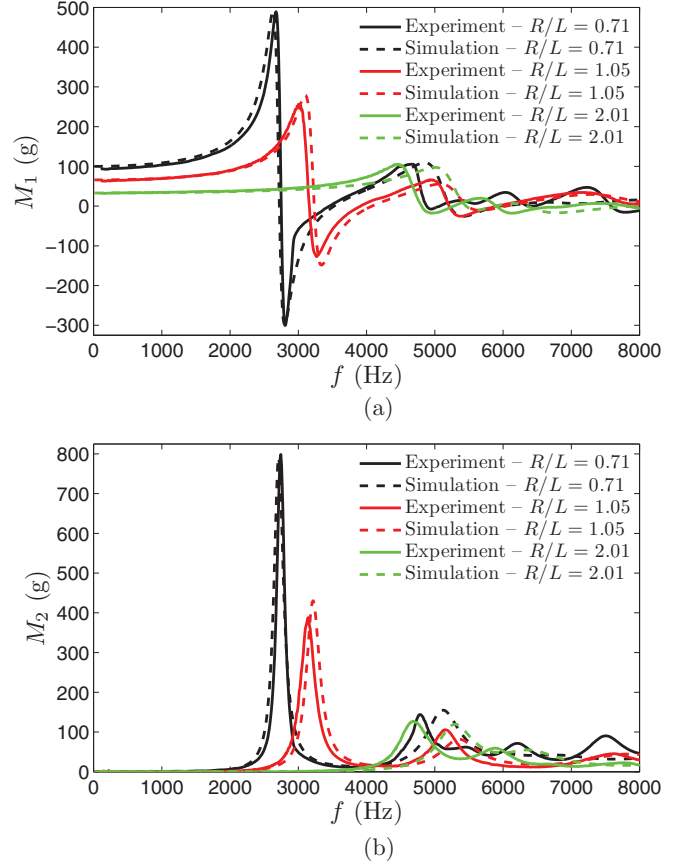 500
400
300
200
100
0
−100
−200
−300
M₁ (g)
Experiment – R/L = 0.71
Simulation – R/L = 0.71
Experiment – R/L = 1.05
Simulation – R/L = 1.05
Experiment – R/L = 2.01
Simulation – R/L = 2.01
0 1000 2000 3000 4000 5000 6000 7000 8000
f (Hz)
(a)
800
700
600
500
400
300
200
100
0
M₂ (g)
Experiment – R/L = 0.71
Simulation – R/L = 0.71
Experiment – R/L = 1.05
Simulation – R/L = 1.05
Experiment – R/L = 2.01
Simulation – R/L = 2.01
0 1000 2000 3000 4000 5000 6000 7000 8000
f (Hz)
(b)